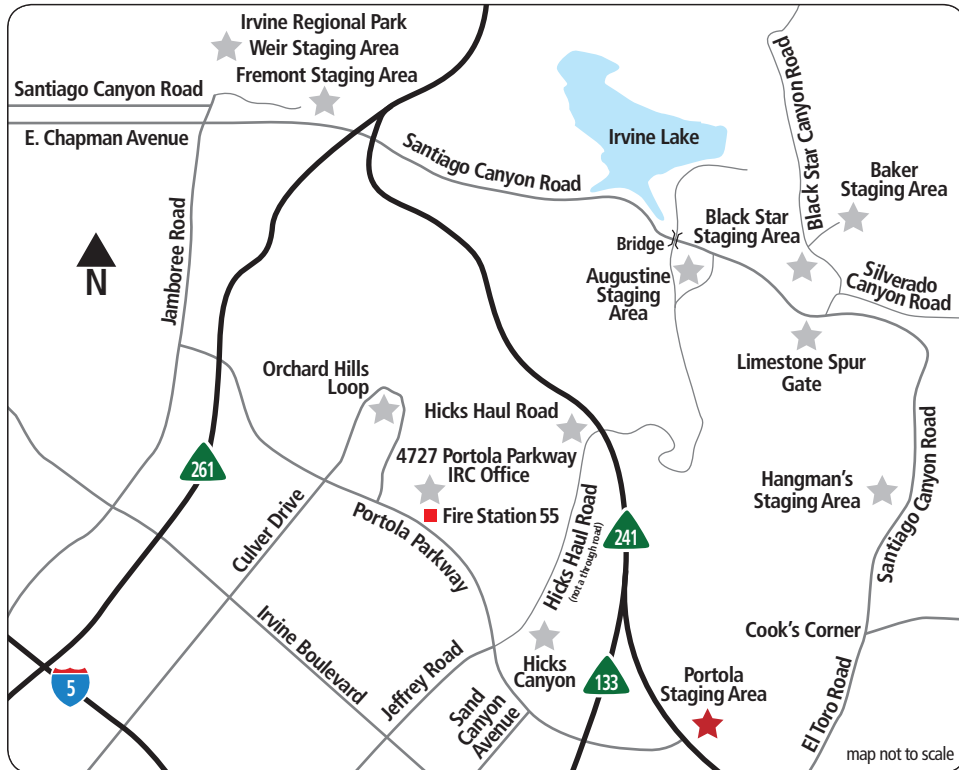 Irvine Regional Park
Weir Staging Area
Fremont Staging Area
Santiago Canyon Road
E. Chapman Avenue
Santiago Canyon Road
Irvine Lake
Black Star Canyon Road
Baker
Staging Area
Black Star
Staging Area
Bridge
Augustine
Staging
Area
Silverado
Canyon Road
N
Jamboree Road
Limestone Spur
Gate
Orchard Hills
Loop
Hicks Haul Road
4727 Portola Parkway
IRC Office
Fire Station 55
261
Culver Drive
Portola Parkway
Hicks Haul Road
(not a through road)
241
Hangman's
Staging Area
Santiago Canyon Road
Irvine Boulevard
Cook's Corner
Jeffrey Road
Hicks
Canyon
133
Portola
Staging Area
5
Sand
Canyon
Avenue
El Toro Road
map not to scale